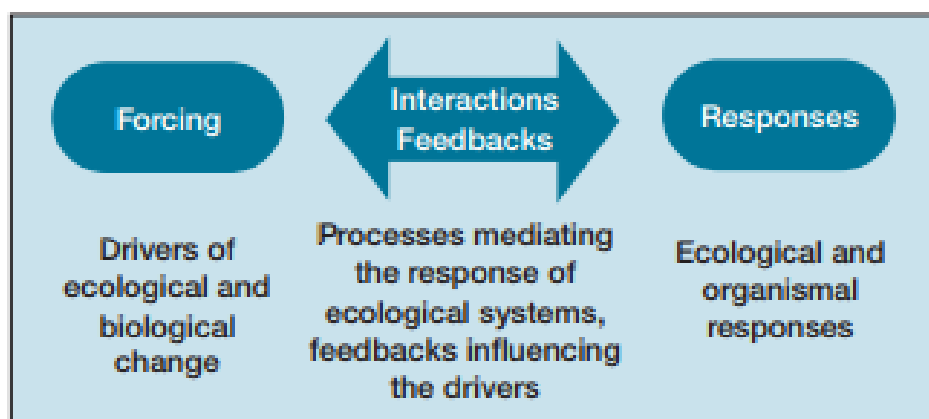 Forcing
Interactions
Feedbacks
Responses
Drivers of
ecological and
biological
change
Processes mediating
the response of
ecological systems,
feedbacks influencing
the drivers
Ecological and
organismal
responses